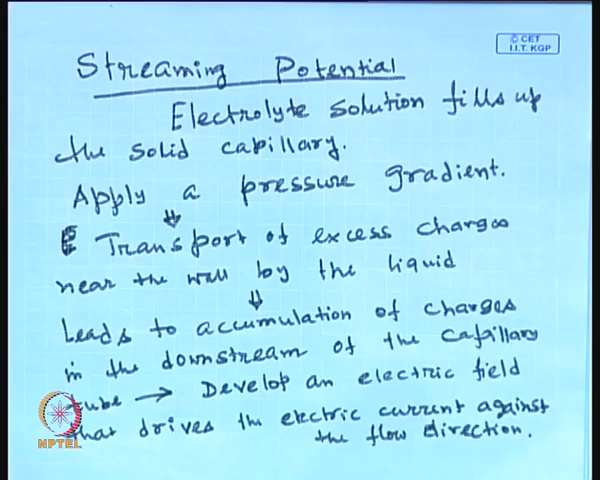 © CET
I.I.T. KGP
Streaming Potential
Electrolyte solution fills up
the solid capillary.
Apply a pressure gradient.
⇓
Transport of excess charges
near the wall by the liquid
⇓
Leads to accumulation of charges
in the downstream of the capillary
tube → Develop an electric field
that drives the electric current against
the flow direction.
NPTEL